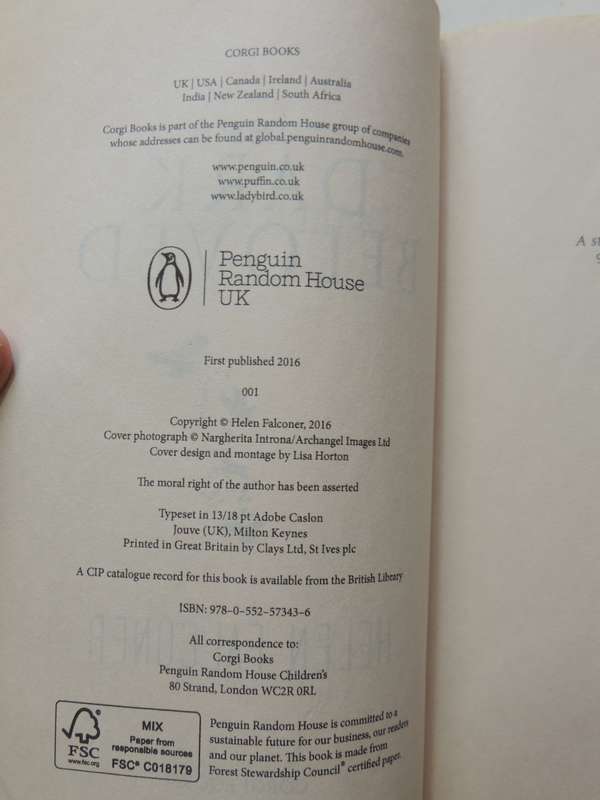 CORGI BOOKS
UK | USA | Canada | Ireland | Australia
India | New Zealand | South Africa
Corgi Books is part of the Penguin Random House group of companies
whose addresses can be found at global.penguinrandomhouse.com.
www.penguin.co.uk
www.puffin.co.uk
www.ladybird.co.uk
Penguin
Random House
UK
First published 2016
001
Copyright © Helen Falconer, 2016
Cover photograph © Nargherita Introna/Archangel Images Ltd
Cover design and montage by Lisa Horton
The moral right of the author has been asserted
Typeset in 13/18 pt Adobe Caslon
Jouve (UK), Milton Keynes
Printed in Great Britain by Clays Ltd, St Ives plc
A CIP catalogue record for this book is available from the British Library
ISBN: 978–0–552–57343–6
All correspondence to:
Corgi Books
Penguin Random House Children's
80 Strand, London WC2R 0RL
FSC
www.fsc.org
MIX
Paper from
responsible sources
FSC® C018179
Penguin Random House is committed to a
sustainable future for our business, our readers
and our planet. This book is made from
Forest Stewardship Council® certified paper.
A